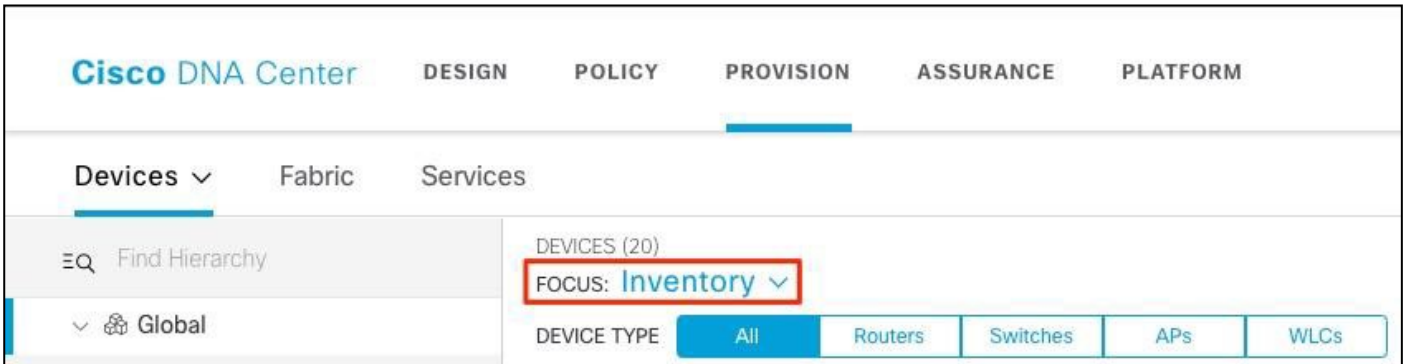 Cisco DNA Center DESIGN POLICY PROVISION ASSURANCE PLATFORM
Devices Fabric Services
Find Hierarchy
DEVICES (20)
FOCUS: Inventory
Global
DEVICE TYPE All Routers Switches APs WLCs